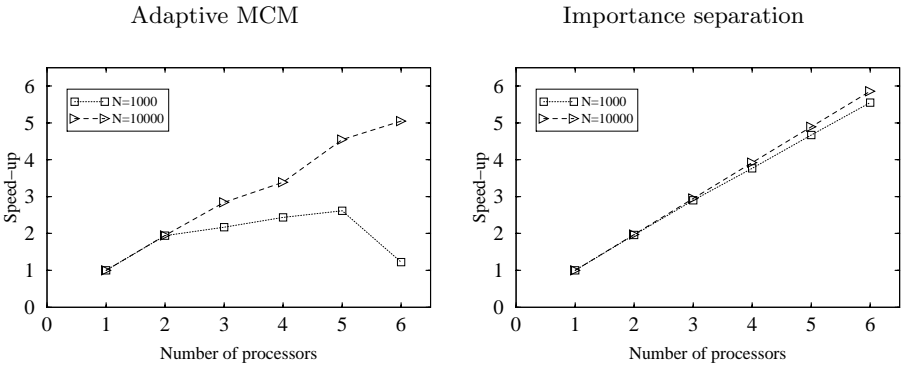 Adaptive MCM
6
5
4
3
2
1
0
Speed-up
N=1000
N=10000
0 1 2 3 4 5 6
Number of processors
Importance separation
6
5
4
3
2
1
0
Speed-up
N=1000
N=10000
0 1 2 3 4 5 6
Number of processors